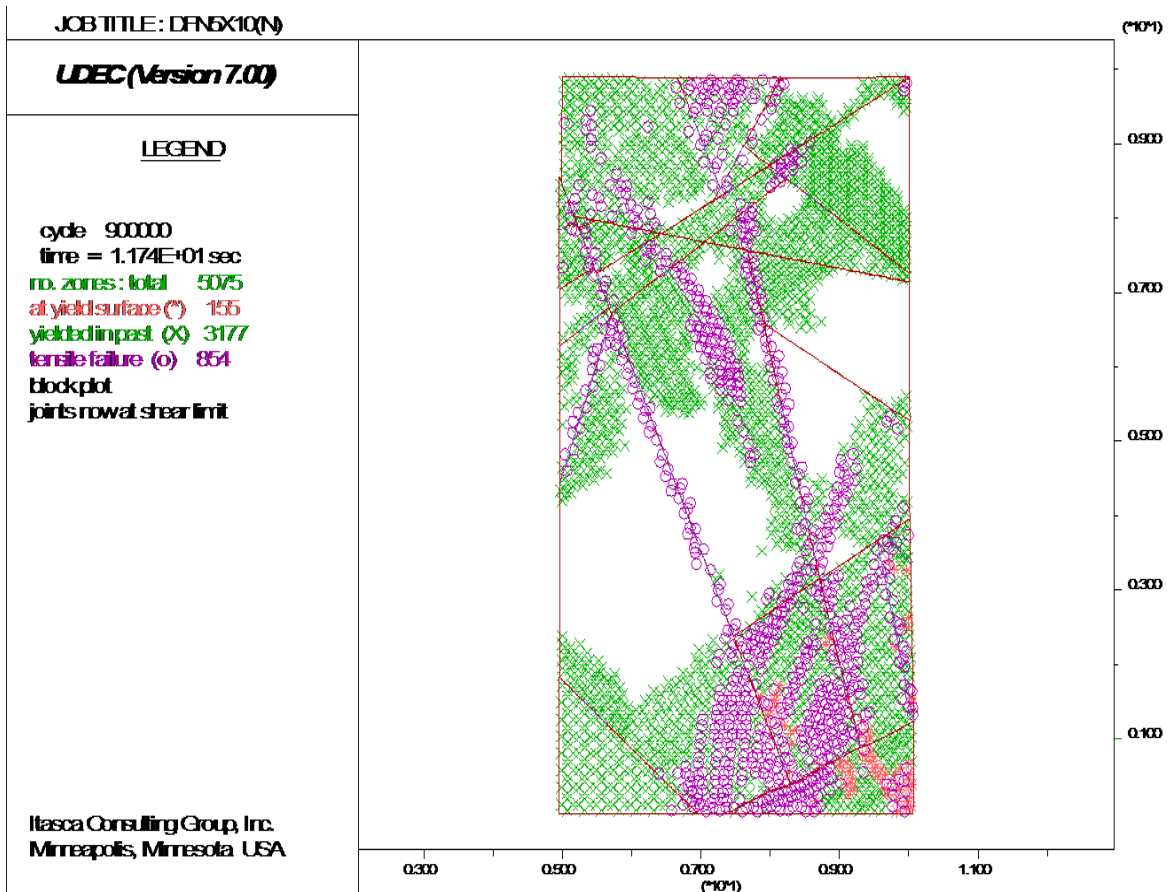 JOB TITLE : DFN5X10(N)
(*10^1)
UDEC (Version 7.00)
LEGEND
cycle 900000
time = 1.174E+01 sec
no. zones : total 5075
at yield surface (*) 155
yielded in past (X) 3177
tensile failure (o) 854
block plot
joints now at shear limit
Itasca Consulting Group, Inc.
Minneapolis, Minnesota USA
0.900
0.700
0.500
0.300
0.100
0.300 0.500 0.700 0.900 1.100
(*10^1)